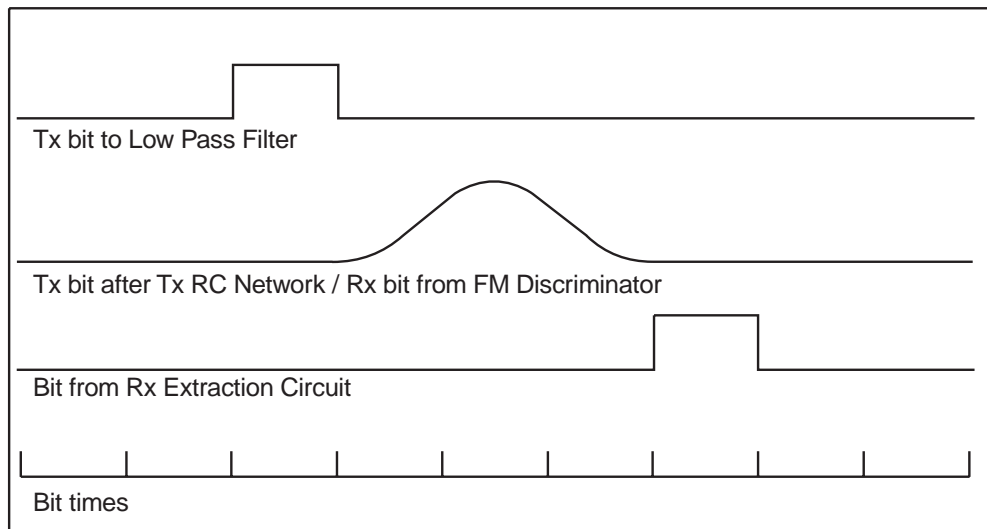 Tx bit to Low Pass Filter
Tx bit after Tx RC Network / Rx bit from FM Discriminator
Bit from Rx Extraction Circuit
Bit times